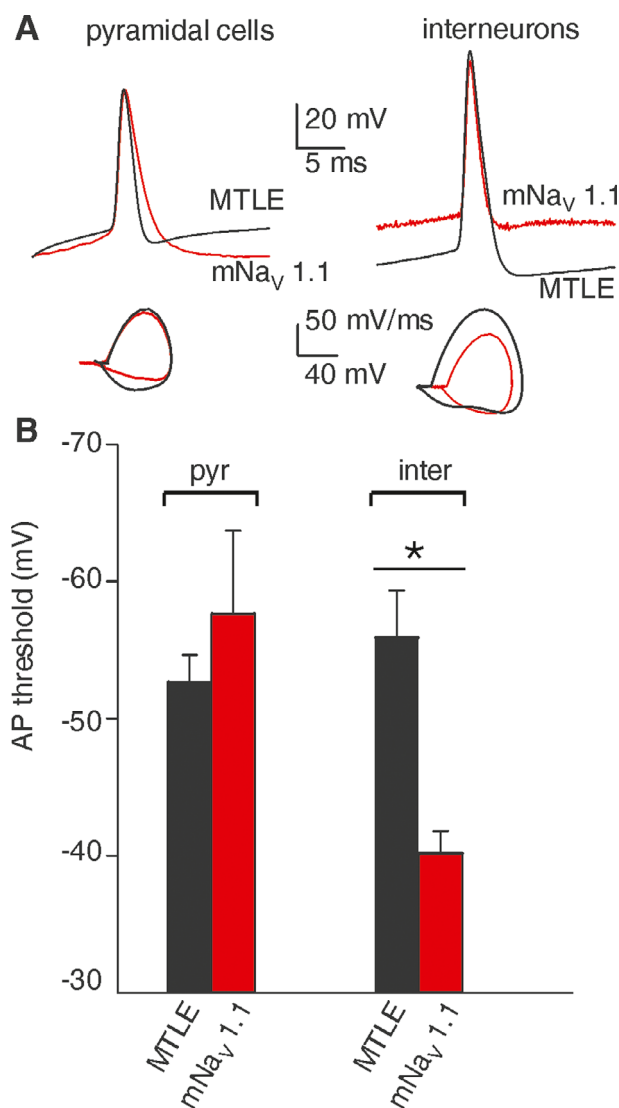 A
pyramidal cells
interneurons
20 mV
5 ms
MTLE
mNaV 1.1
mNaV 1.1
MTLE
50 mV/ms
40 mV
B
-70
pyr
inter
*
-60
-50
-40
-30
AP threshold (mV)
MTLE
mNaV 1.1
MTLE
mNaV 1.1